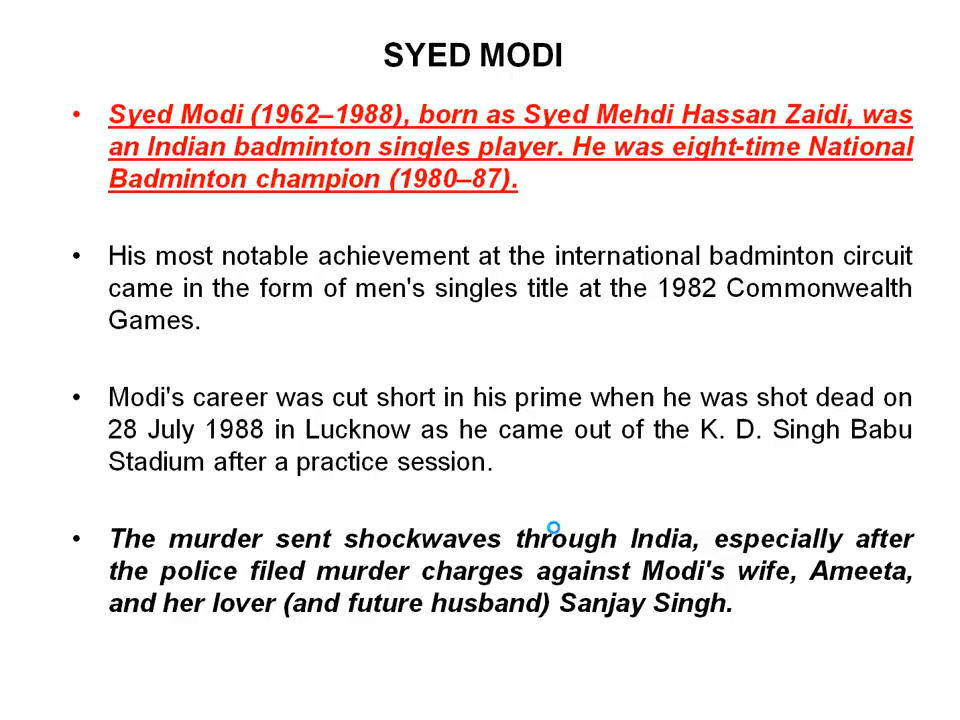 SYED MODI
• Syed Modi (1962–1988), born as Syed Mehdi Hassan Zaidi, was
an Indian badminton singles player. He was eight-time National
Badminton champion (1980–87).
• His most notable achievement at the international badminton circuit
came in the form of men's singles title at the 1982 Commonwealth
Games.
• Modi's career was cut short in his prime when he was shot dead on
28 July 1988 in Lucknow as he came out of the K. D. Singh Babu
Stadium after a practice session.
• The murder sent shockwaves through India, especially after
the police filed murder charges against Modi's wife, Ameeta,
and her lover (and future husband) Sanjay Singh.